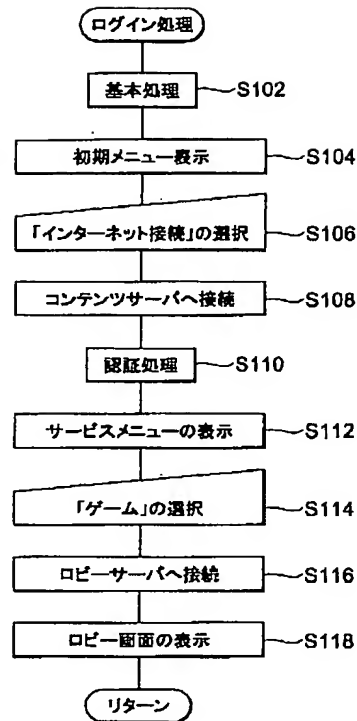 ログイン処理
基本処理 S102
初期メニュー表示 S104
「インターネット接続」の選択 S106
コンテンツサーバへ接続 S108
認証処理 S110
サービスメニューの表示 S112
「ゲーム」の選択 S114
ロビーサーバへ接続 S116
ロビー画面の表示 S118
リターン